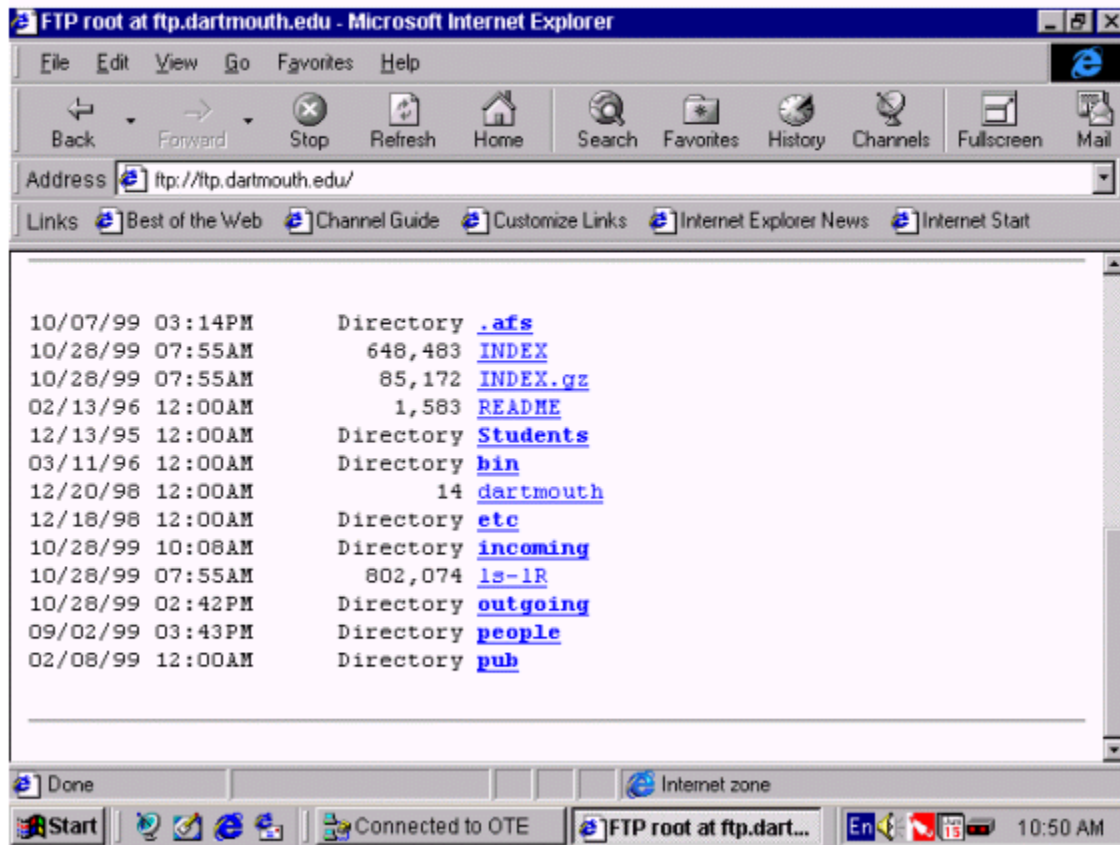 FTP root at ftp.dartmouth.edu - Microsoft Internet Explorer
File Edit View Go Favorites Help
Back Forward Stop Refresh Home Search Favorites History Channels Fullscreen Mail
Address ftp://ftp.dartmouth.edu/
Links Best of the Web Channel Guide Customize Links Internet Explorer News Internet Start
10/07/99 03:14PM Directory .afs
10/28/99 07:55AM 648,483 INDEX
10/28/99 07:55AM 85,172 INDEX.gz
02/13/96 12:00AM 1,583 README
12/13/95 12:00AM Directory Students
03/11/96 12:00AM Directory bin
12/20/98 12:00AM 14 dartmouth
12/18/98 12:00AM Directory etc
10/28/99 10:08AM Directory incoming
10/28/99 07:55AM 802,074 ls-lR
10/28/99 02:42PM Directory outgoing
09/02/99 03:43PM Directory people
02/08/99 12:00AM Directory pub
Done Internet zone
Start Connected to OTE FTP root at ftp.dart... En 15 10:50 AM